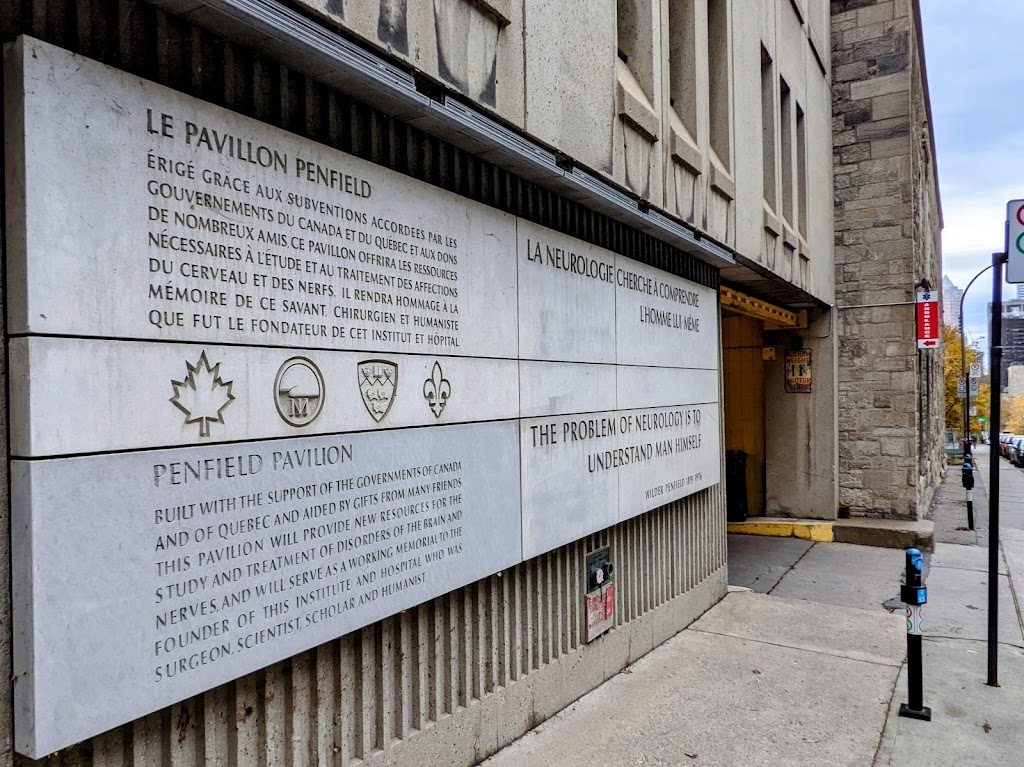 LE PAVILLON PENFIELD
ÉRIGÉ GRÂCE AUX SUBVENTIONS ACCORDÉES PAR LES
GOUVERNEMENTS DU CANADA ET DU QUÉBEC ET AUX DONS
DE NOMBREUX AMIS, CE PAVILLON OFFRIRA LES RESSOURCES
NÉCESSAIRES À L'ÉTUDE ET AU TRAITEMENT DES AFFECTIONS
DU CERVEAU ET DES NERFS. IL RENDRA HOMMAGE À LA
MÉMOIRE DE CE SAVANT, CHIRURGIEN ET HUMANISTE
QUE FUT LE FONDATEUR DE CET INSTITUT ET HÔPITAL.
M
PENFIELD PAVILION
BUILT WITH THE SUPPORT OF THE GOVERNMENTS OF CANADA
AND OF QUEBEC AND AIDED BY GIFTS FROM MANY FRIENDS
THIS PAVILION WILL PROVIDE NEW RESOURCES FOR THE
STUDY AND TREATMENT OF DISORDERS OF THE BRAIN AND
NERVES, AND WILL SERVE AS A WORKING MEMORIAL TO THE
FOUNDER OF THIS INSTITUTE AND HOSPITAL WHO WAS
SURGEON, SCIENTIST, SCHOLAR AND HUMANIST.
LA NEUROLOGIE CHERCHE À COMPRENDRE
L'HOMME LUI-MÊME
THE PROBLEM OF NEUROLOGY IS TO
UNDERSTAND MAN HIMSELF
WILDER PENFIELD 1891-1976